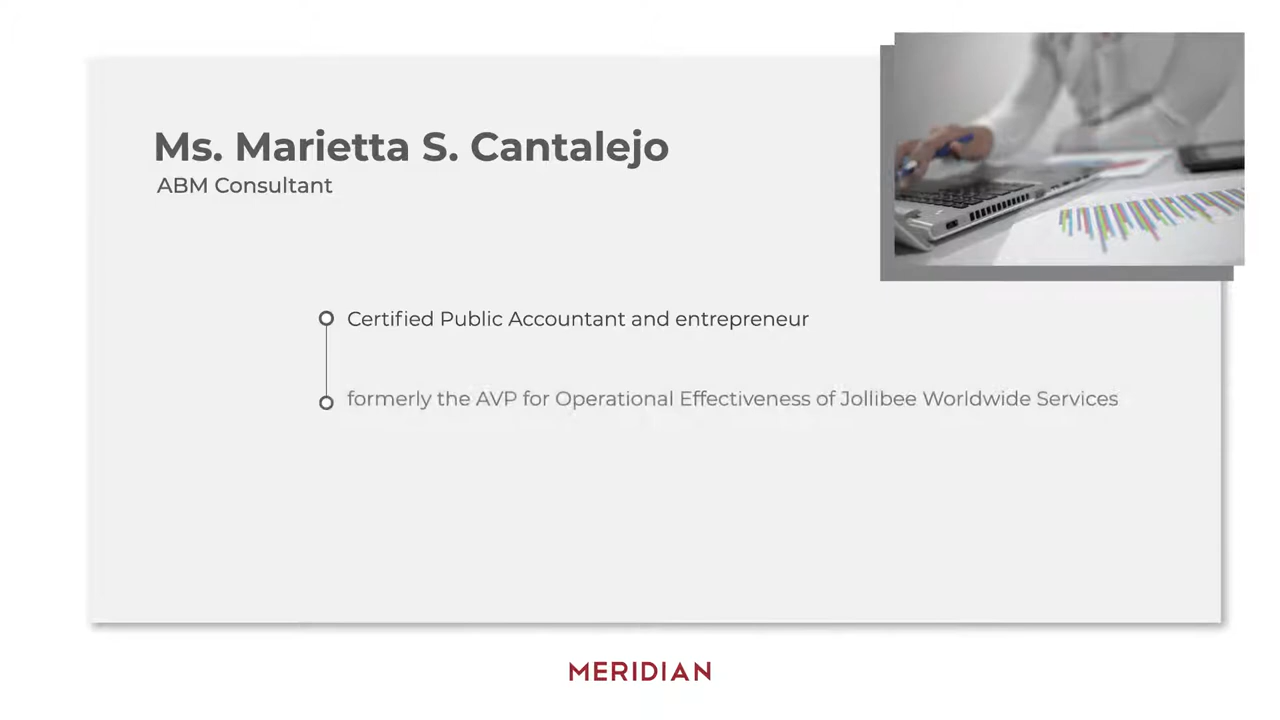 Ms. Marietta S. Cantalejo
ABM Consultant
Certified Public Accountant and entrepreneur
formerly the AVP for Operational Effectiveness of Jollibee Worldwide Services
MERIDIAN